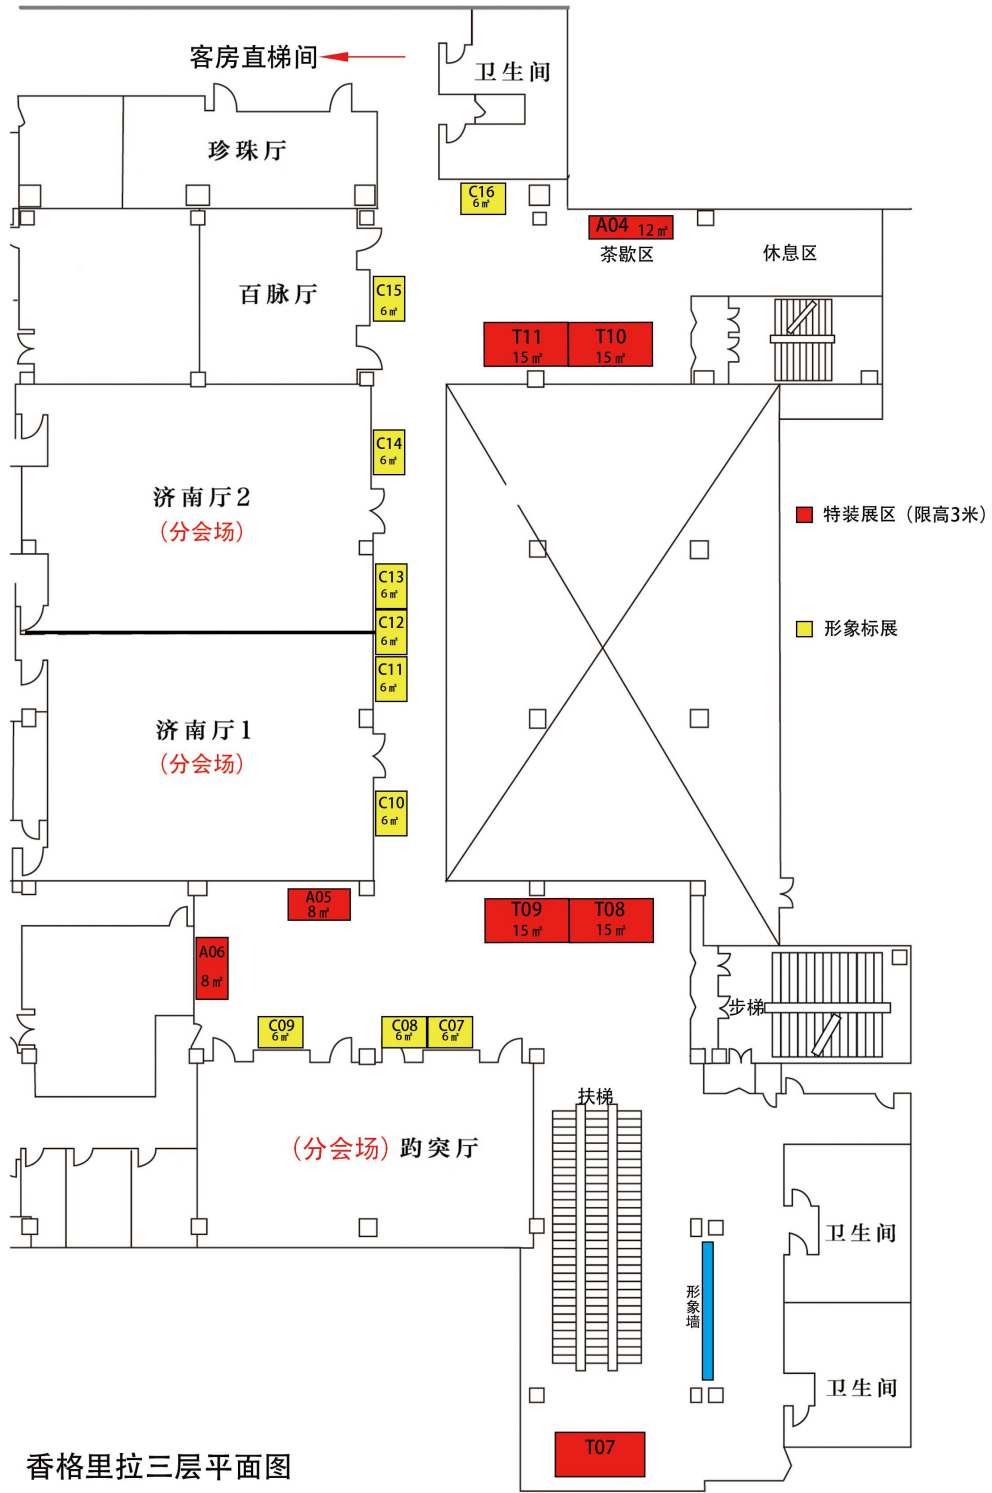 客房直梯间
卫生间
珍珠厅
C16
6㎡
A04 12㎡
茶歇区
休息区
百脉厅
C15
6㎡
T11
15㎡
T10
15㎡
C14
6㎡
济南厅2
(分会场)
特装展区（限高3米）
C13
6㎡
C12
6㎡
形象标展
C11
6㎡
济南厅1
(分会场)
C10
6㎡
A05
8㎡
T09
15㎡
T08
15㎡
A06
8㎡
步梯
C09
6㎡
C08
6㎡
C07
6㎡
扶梯
(分会场) 趵突厅
卫生间
形象墙
卫生间
T07
香格里拉三层平面图